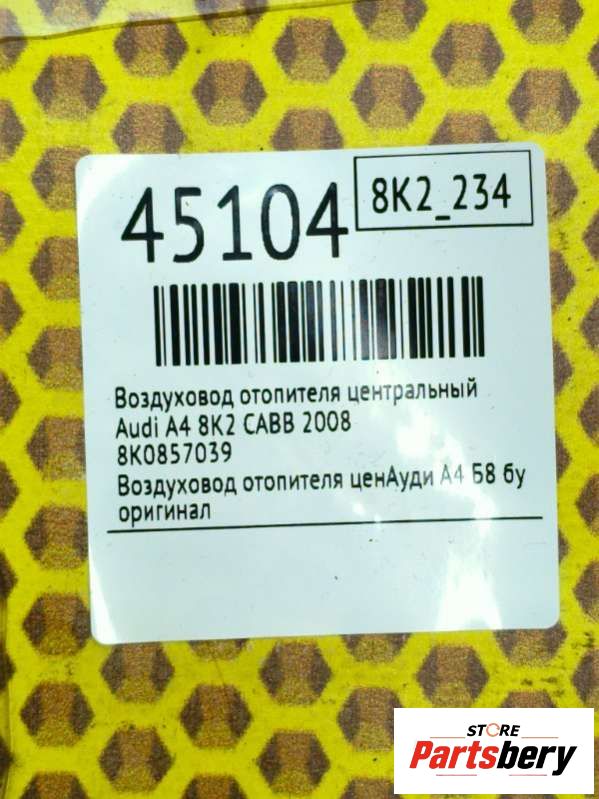 45104
8K2_234
Воздуховод отопителя центральный
Audi A4 8K2 CABB 2008
8K0857039
Воздуховод отопителя ценАуди А4 Б8 бу
оригинал
STORE
Partsbery